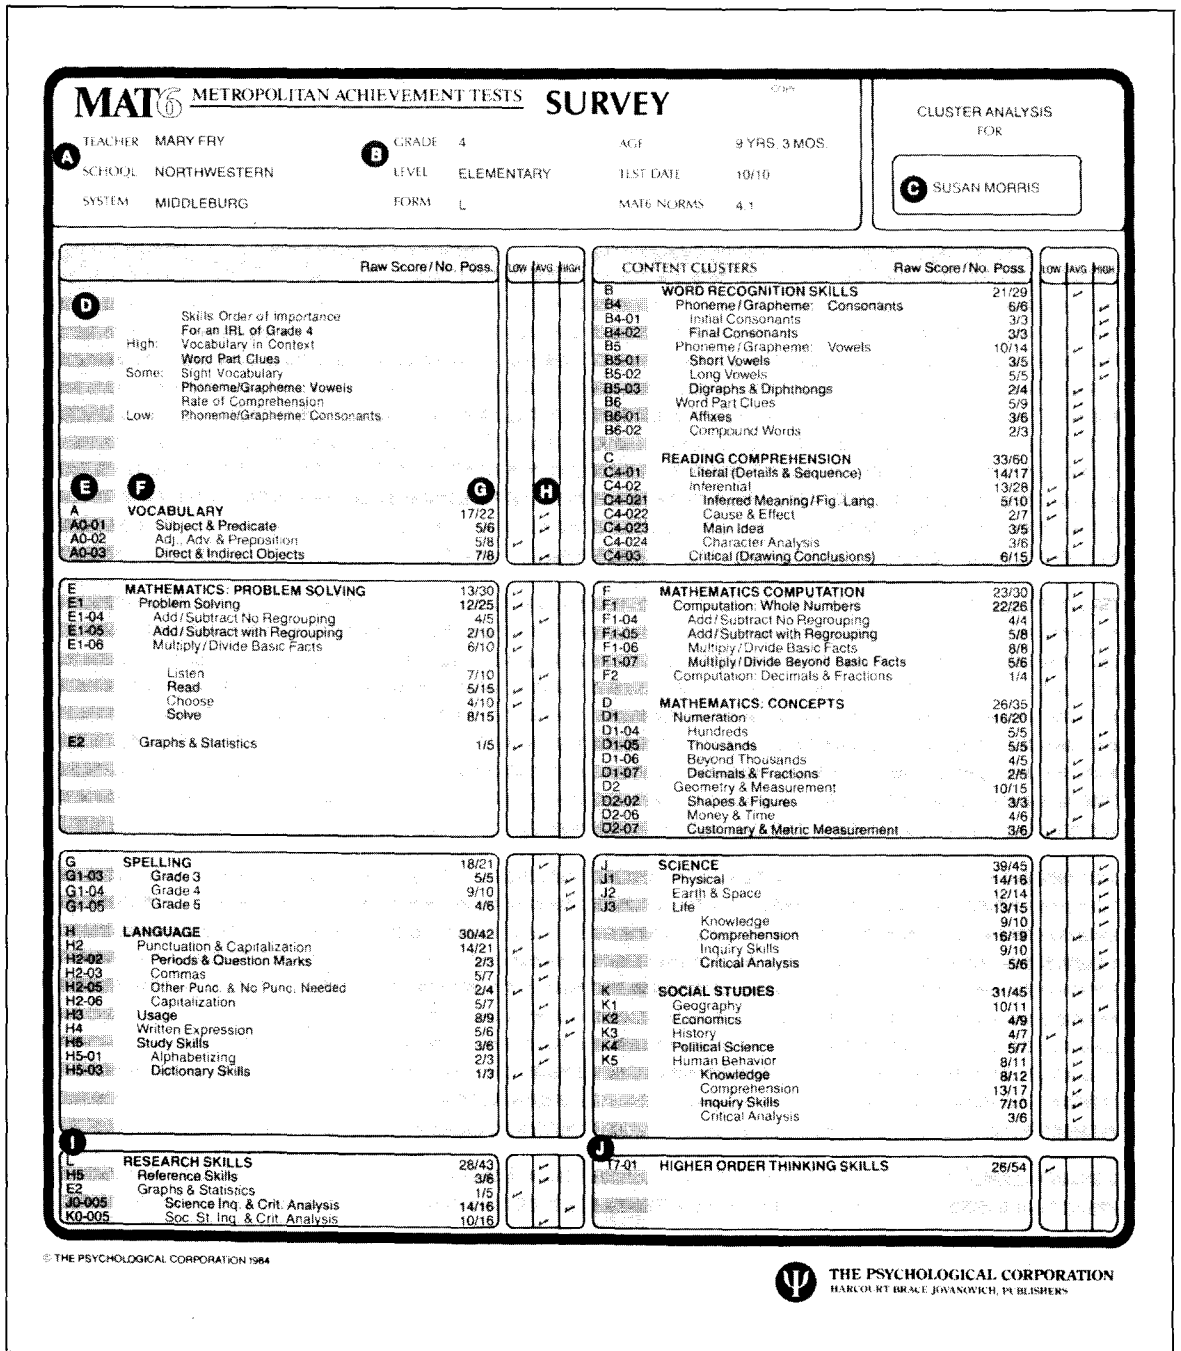 MAT6 METROPOLITAN ACHIEVEMENT TESTS SURVEY
COPY
TEACHER MARY FRY
GRADE 4
AGE 9 YRS. 3 MOS.
A
B
SCHOOL NORTHWESTERN
LEVEL ELEMENTARY
TEST DATE 10/10
SYSTEM MIDDLEBURG
FORM L
MAT6 NORMS 4.1
CLUSTER ANALYSIS
FOR
C SUSAN MORRIS
Raw Score/No. Poss. LOW AVG HIGH
D
Skills Order of Importance
For an IRL of Grade 4
High: Vocabulary in Context
Word Part Clues
Some: Sight Vocabulary
Phoneme/Grapheme: Vowels
Rate of Comprehension
Low: Phoneme/Grapheme: Consonants
E F G H
A VOCABULARY 17/22
A0-01 Subject & Predicate 5/6
A0-02 Adj., Adv. & Preposition 5/8
A0-03 Direct & Indirect Objects 7/8
CONTENT CLUSTERS Raw Score/No. Poss. LOW AVG HIGH
B WORD RECOGNITION SKILLS 21/29
B4 Phoneme/Grapheme: Consonants 6/6
B4-01 Initial Consonants 3/3
B4-02 Final Consonants 3/3
B5 Phoneme/Grapheme: Vowels 10/14
B5-01 Short Vowels 3/5
B5-02 Long Vowels 5/5
B5-03 Digraphs & Diphthongs 2/4
B6 Word Part Clues 5/9
B6-01 Affixes 3/6
B6-02 Compound Words 2/3
C READING COMPREHENSION 33/60
C4-01 Literal (Details & Sequence) 14/17
C4-02 Inferential 13/28
C4-021 Inferred Meaning/Fig. Lang. 5/10
C4-022 Cause & Effect 2/7
C4-023 Main Idea 3/5
C4-024 Character Analysis 3/6
C4-03 Critical (Drawing Conclusions) 6/15
E MATHEMATICS: PROBLEM SOLVING 13/30
E1 Problem Solving 12/25
E1-04 Add/Subtract No Regrouping 4/5
E1-05 Add/Subtract with Regrouping 2/10
E1-06 Multiply/Divide Basic Facts 6/10
Listen 7/10
Read 5/15
Choose 4/10
Solve 8/15
E2 Graphs & Statistics 1/5
F MATHEMATICS COMPUTATION 23/30
F1 Computation: Whole Numbers 22/26
F1-04 Add/Subtract No Regrouping 4/4
F1-05 Add/Subtract with Regrouping 5/8
F1-06 Multiply/Divide Basic Facts 8/8
F1-07 Multiply/Divide Beyond Basic Facts 5/6
F2 Computation: Decimals & Fractions 1/4
D MATHEMATICS: CONCEPTS 26/35
D1 Numeration 16/20
D1-04 Hundreds 5/5
D1-05 Thousands 5/5
D1-06 Beyond Thousands 4/5
D1-07 Decimals & Fractions 2/5
D2 Geometry & Measurement 10/15
D2-02 Shapes & Figures 3/3
D2-06 Money & Time 4/6
D2-07 Customary & Metric Measurement 3/6
G SPELLING 18/21
G1-03 Grade 3 5/5
G1-04 Grade 4 9/10
G1-05 Grade 5 4/6
H LANGUAGE 30/42
H2 Punctuation & Capitalization 14/21
H2-02 Periods & Question Marks 2/3
H2-03 Commas 5/7
H2-05 Other Punc. & No Punc. Needed 2/4
H2-06 Capitalization 5/7
H3 Usage 8/9
H4 Written Expression 5/6
H5 Study Skills 3/6
H5-01 Alphabetizing 2/3
H5-03 Dictionary Skills 1/3
J SCIENCE 39/45
J1 Physical 14/16
J2 Earth & Space 12/14
J3 Life 13/15
Knowledge 9/10
Comprehension 16/19
Inquiry Skills 9/10
Critical Analysis 5/6
K SOCIAL STUDIES 31/45
K1 Geography 10/11
K2 Economics 4/9
K3 History 4/7
K4 Political Science 5/7
K5 Human Behavior 8/11
Knowledge 8/12
Comprehension 13/17
Inquiry Skills 7/10
Critical Analysis 3/6
I
L RESEARCH SKILLS 28/43
H5 Reference Skills 3/6
E2 Graphs & Statistics 1/5
J0-005 Science Inq. & Crit. Analysis 14/16
K0-005 Soc. St. Inq. & Crit. Analysis 10/16
J
T7-01 HIGHER ORDER THINKING SKILLS 26/54
© THE PSYCHOLOGICAL CORPORATION 1984
THE PSYCHOLOGICAL CORPORATION
HARCOURT BRACE JOVANOVICH, PUBLISHERS